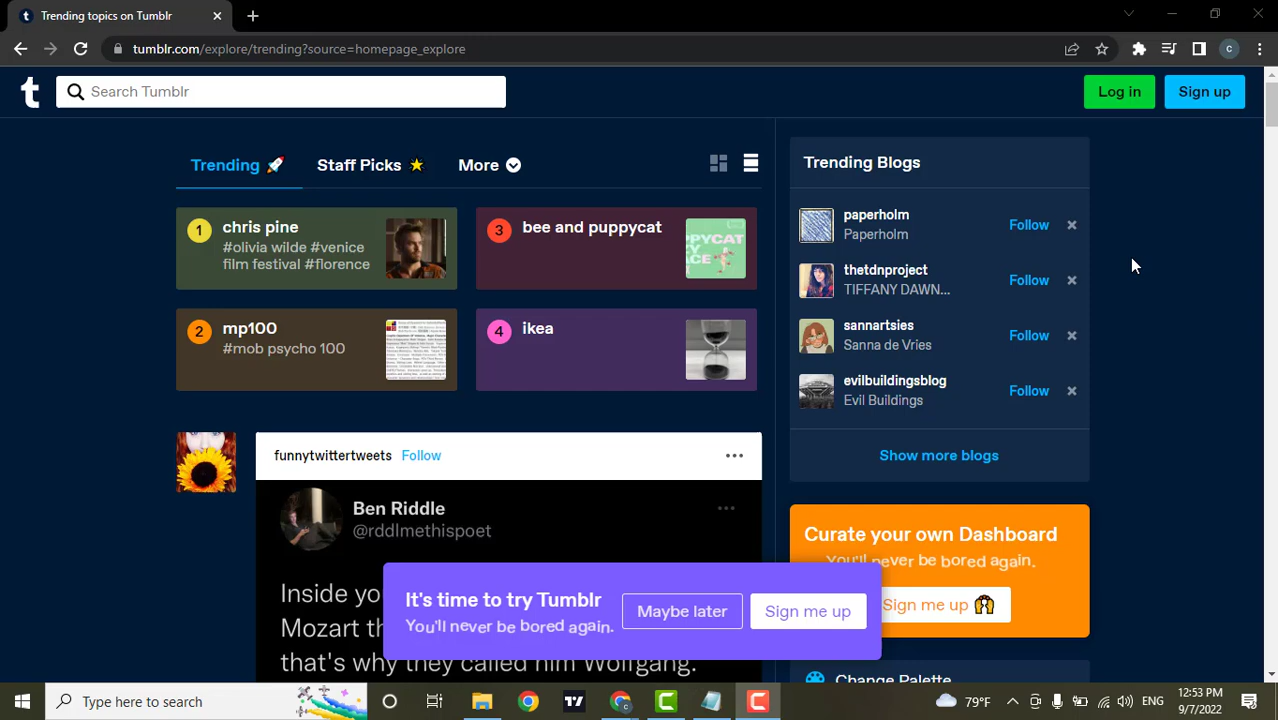 Trending topics on Tumblr
tumblr.com/explore/trending?source=homepage_explore
c
t
Search Tumblr
Log in
Sign up
Trending
Staff Picks
More
Trending Blogs
1 chris pine
#olivia wilde #venice
film festival #florence
3 bee and puppycat
PYCAT
2 mp100
#mob psycho 100
4 ikea
paperholm
Paperholm
Follow
thetdnproject
TIFFANY DAWN...
Follow
sannartsies
Sanna de Vries
Follow
evilbuildingsblog
Evil Buildings
Follow
Show more blogs
funnytwittertweets Follow
Ben Riddle
@rddlmethispoet
Inside yo
Mozart th
that's why they called him Wolfgang.
Curate your own Dashboard
You'll never be bored again.
Sign me up
It's time to try Tumblr
You'll never be bored again.
Maybe later
Sign me up
Change Palette
Type here to search
79°F
ENG
12:53 PM
9/7/2022